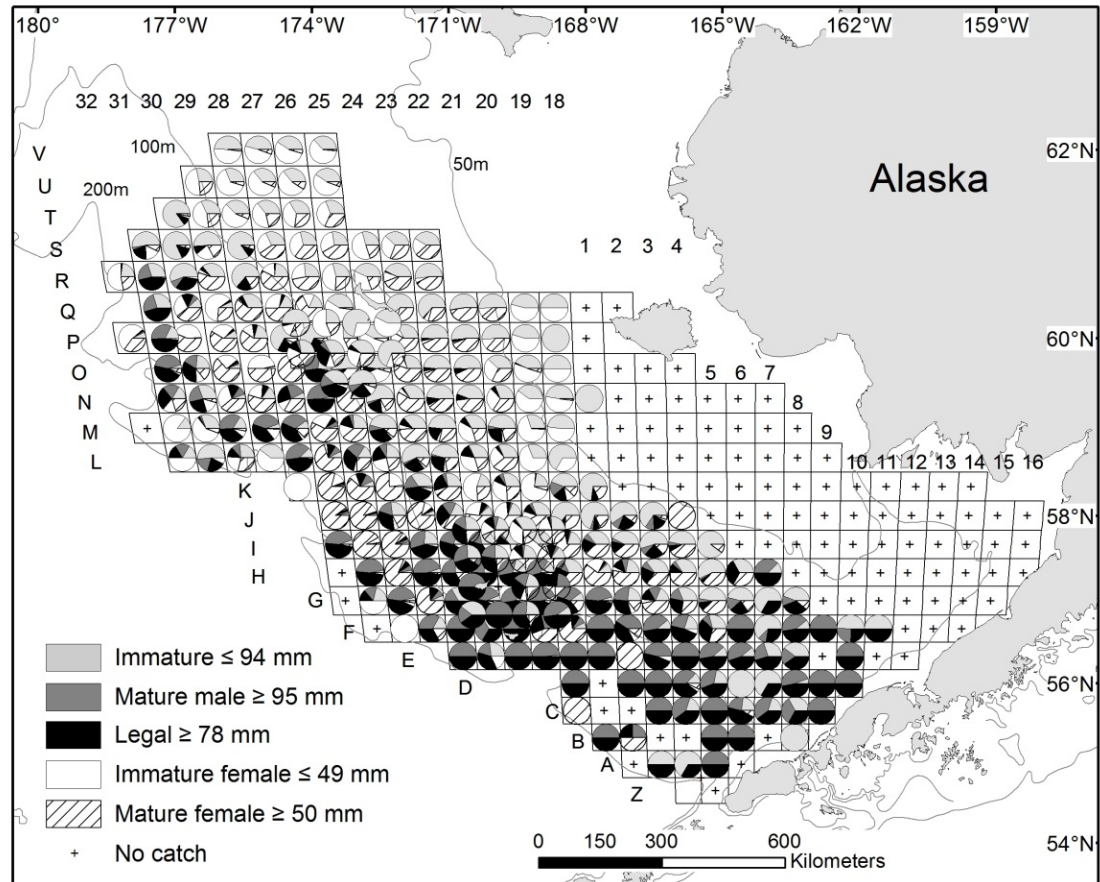 180° 177°W 174°W 171°W 168°W 165°W 162°W 159°W
32 31 30 29 28 27 26 25 24 23 22 21 20 19 18
V
100m
50m
62°N
U
200m
Alaska
T
S
1 2 3 4
R
Q
P
60°N
O
5 6 7
N
8
M
9
L
10 11 12 13 14 15 16
K
J
58°N
I
H
G
F
E
D
56°N
C
B
A
Z
54°N
Immature ≤ 94 mm
Mature male ≥ 95 mm
Legal ≥ 78 mm
Immature female ≤ 49 mm
Mature female ≥ 50 mm
+ No catch
0 150 300 600
Kilometers